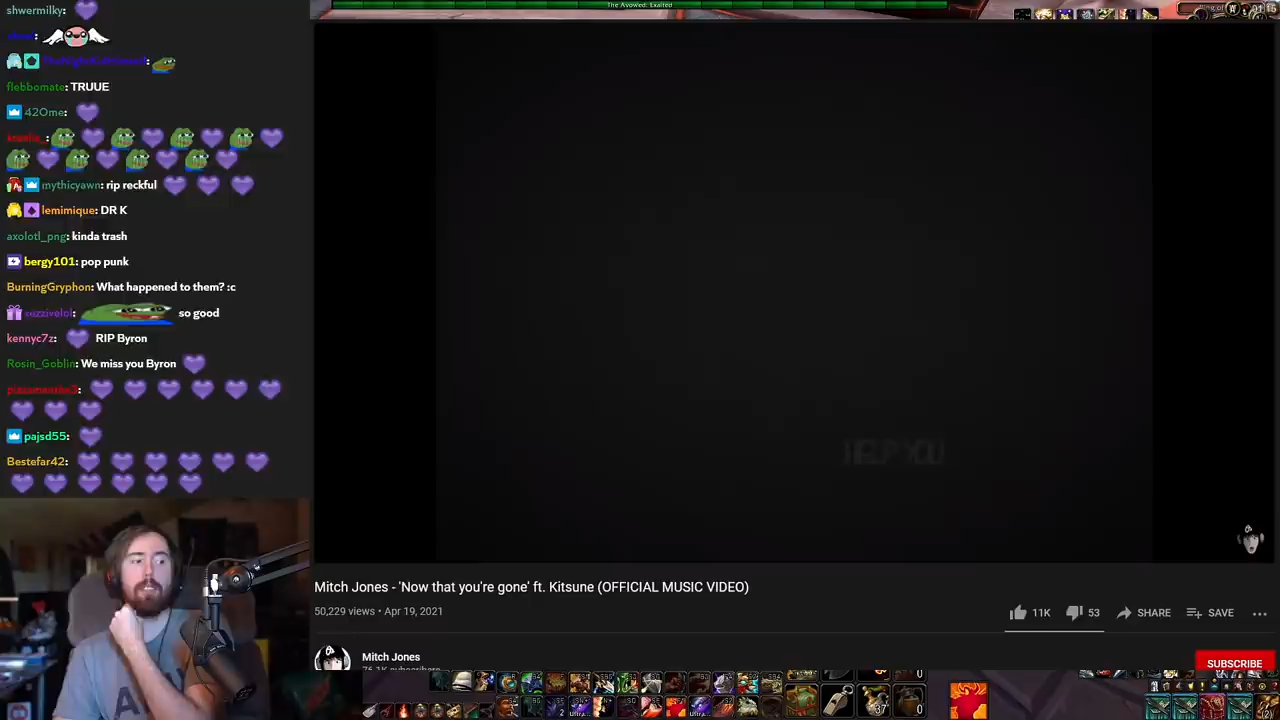 shwermilky:
The Avowed: Exalted
flebbomate: TRUUE
42Ome:
mythicyawn: rip reckful
lemimique: DR K
axolotl_png: kinda trash
bergy101: pop punk
BurningGryphon: What happened to them? :c
so good
kennyc7z: RIP Byron
Rosin_Goblin: We miss you Byron
pajsd55:
Bestefar42:
HELP YOU
Mitch Jones - 'Now that you're gone' ft. Kitsune (OFFICIAL MUSIC VIDEO)
50,229 views • Apr 19, 2021
11K
53
SHARE
SAVE
Mitch Jones
SUBSCRIBE